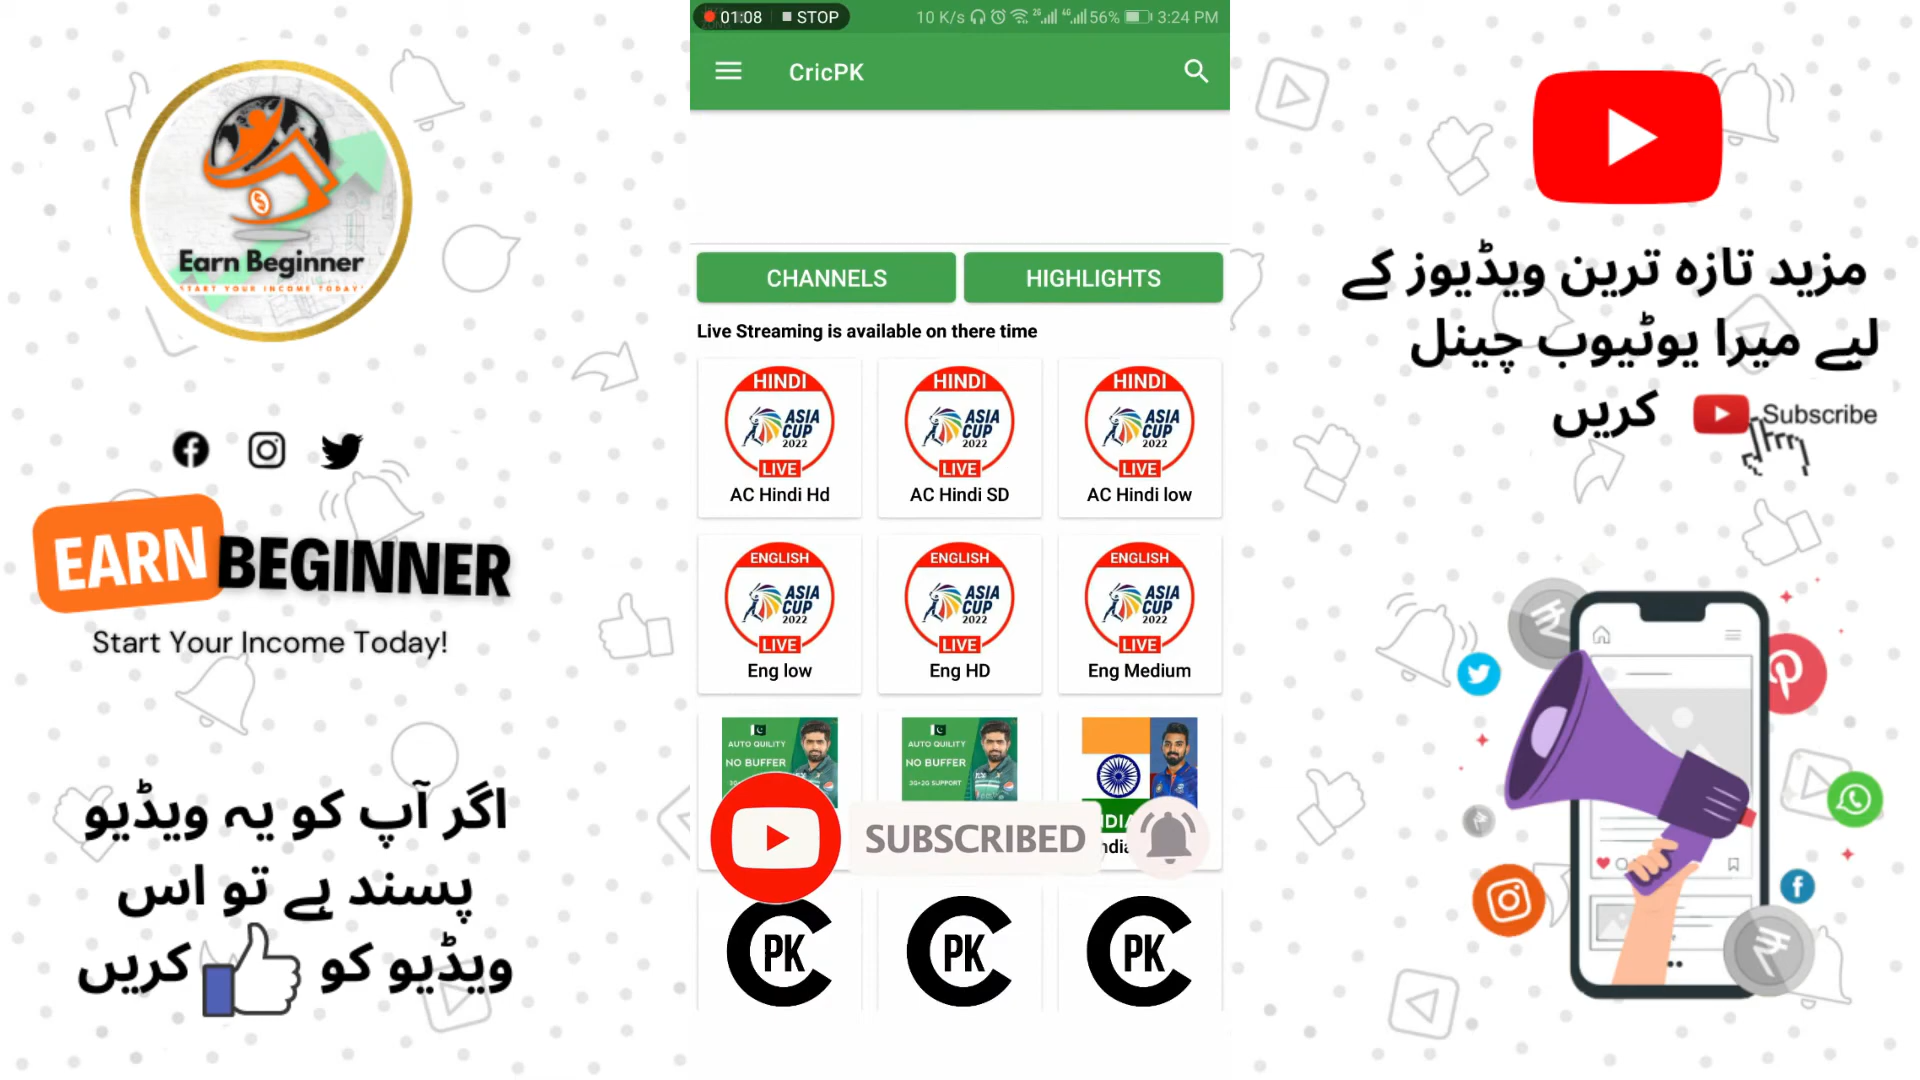 Earn Beginner
START YOUR INCOME TODAY!
EARN BEGINNER
Start Your Income Today!
اگر آپ کو یہ ویڈیو
پسند ہے تو اس
ویڈیو کو کریں
01:08 STOP
10 K/s 2G 4G 56% 3:24 PM
CricPK
CHANNELS HIGHLIGHTS
Live Streaming is available on there time
HINDI HINDI HINDI
ASIA CUP 2022 ASIA CUP 2022 ASIA CUP 2022
LIVE LIVE LIVE
AC Hindi Hd AC Hindi SD AC Hindi low
ENGLISH ENGLISH ENGLISH
ASIA CUP 2022 ASIA CUP 2022 ASIA CUP 2022
LIVE LIVE LIVE
Eng low Eng HD Eng Medium
AUTO QUILITY AUTO QUILITY
NO BUFFER NO BUFFER
3G+2G SUPPORT
SUBSCRIBED
PK PK PK
مزید تازہ ترین ویڈیوز کے
لیے میرا یوٹیوب چینل
کریں Subscribe